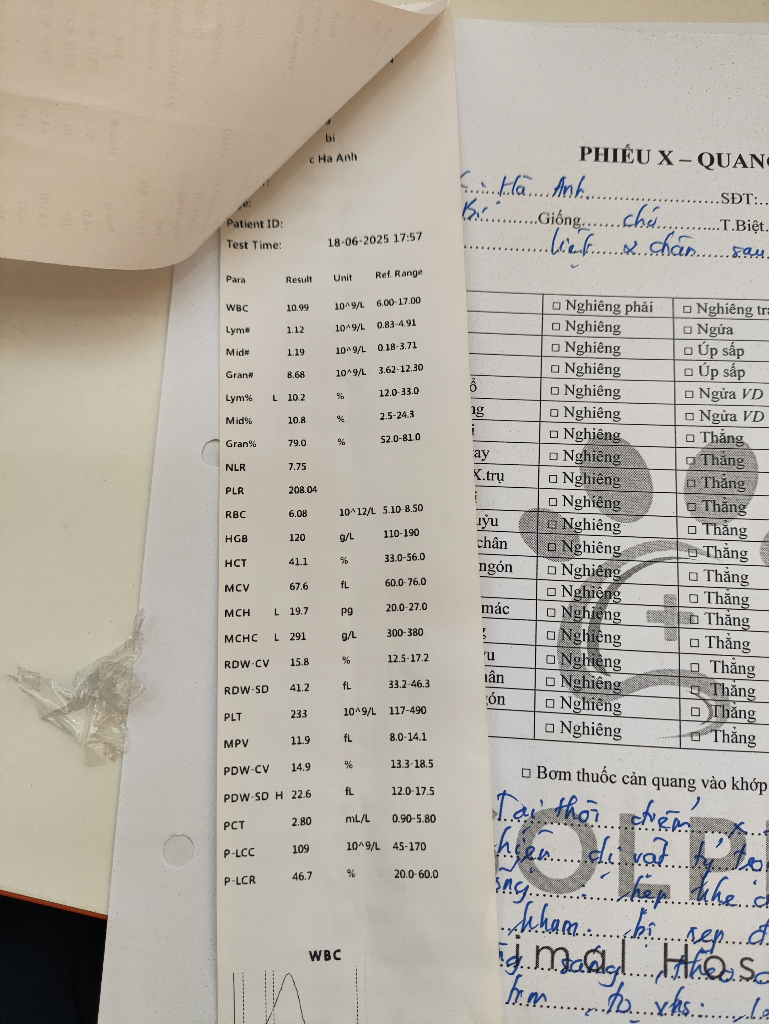 bi
c Ha Anh
Patient ID:
Test Time: 18-06-2025 17:57
Para Result Unit Ref. Range
WBC 10.99 10^9/L 6.00-17.00
Lym# 1.12 10^9/L 0.83-4.91
Mid# 1.19 10^9/L 0.18-3.71
Gran# 8.68 10^9/L 3.62-12.30
Lym% L 10.2 % 12.0-33.0
Mid% 10.8 % 2.5-24.3
Gran% 79.0 % 52.0-81.0
NLR 7.75
PLR 208.04
RBC 6.08 10^12/L 5.10-8.50
HGB 120 g/L 110-190
HCT 41.1 % 33.0-56.0
MCV 67.6 fL 60.0-76.0
MCH L 19.7 pg 20.0-27.0
MCHC L 291 g/L 300-380
RDW-CV 15.8 % 12.5-17.2
RDW-SD 41.2 fL 33.2-46.3
PLT 233 10^9/L 117-490
MPV 11.9 fL 8.0-14.1
PDW-CV 14.9 % 13.3-18.5
PDW-SD H 22.6 fL 12.0-17.5
PCT 2.80 mL/L 0.90-5.80
P-LCC 109 10^9/L 45-170
P-LCR 46.7 % 20.0-60.0
WBC
PHIẾU X – QUANG
C. Hà Anh SĐT:
Bí Giống chó T.Biệt
liệt 2 chân sau
□ Nghiêng phải □ Nghiêng trá
□ Nghiêng □ Ngửa
□ Nghiêng □ Úp sấp
□ Nghiêng □ Úp sấp
ổ □ Nghiêng □ Ngửa VD
ng □ Nghiêng □ Ngửa VD
i □ Nghiêng □ Thẳng
ay □ Nghiêng □ Thẳng
X.trụ □ Nghiêng □ Thẳng
□ Nghiêng □ Thẳng
uỷu □ Nghiêng □ Thẳng
chân □ Nghiêng □ Thẳng
ngón □ Nghiêng □ Thẳng
□ Nghiêng □ Thẳng
mác □ Nghiêng □ Thẳng
g □ Nghiêng □ Thẳng
yu □ Nghiêng □ Thẳng
hân □ Nghiêng □ Thẳng
gón □ Nghiêng □ Thẳng
□ Nghiêng □ Thẳng
□ Bơm thuốc cản quang vào khớp
Tại thời điểm x
hiện dị vật tỷ trọ
hẹp khe
OLP
imal Hos